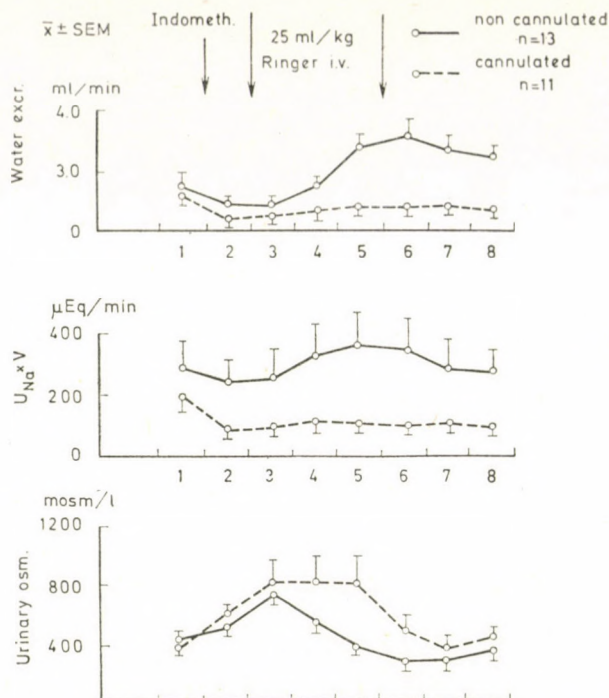 x̅ ± SEM
Indometh.
25 ml/kg
Ringer i.v.
non cannulated
n=13
cannulated
n=11
ml/min
Water excr.
4.0
3.0
0
1 2 3 4 5 6 7 8
µEq/min
U_Na×V
400
200
0
1 2 3 4 5 6 7 8
mosm/l
Urinary osm.
1200
800
400